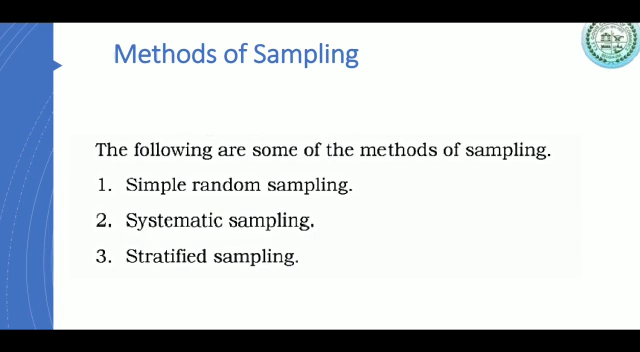 Methods of Sampling
The following are some of the methods of sampling.
1. Simple random sampling.
2. Systematic sampling.
3. Stratified sampling.